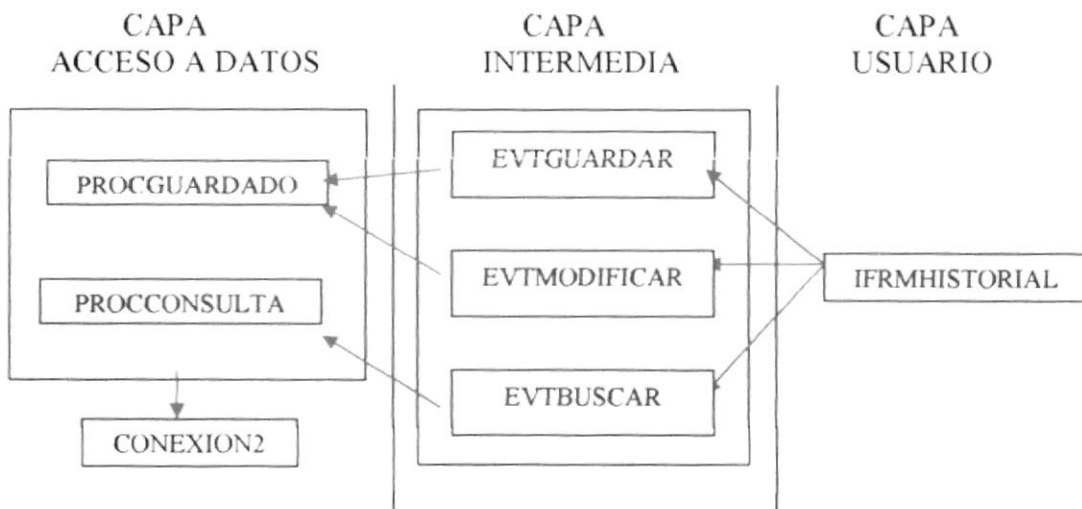 CAPA
ACCESO A DATOS
CAPA
INTERMEDIA
CAPA
USUARIO
PROCGUARDADO
PROCCONSULTA
CONEXION2
EVTGUARDAR
EVTMODIFICAR
EVTBUSCAR
IFRMHISTORIAL